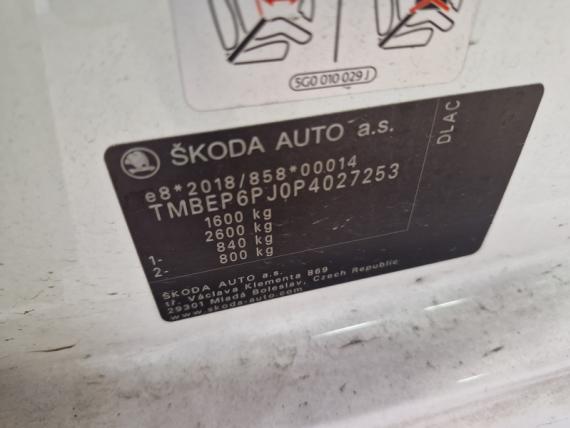 5G0 010 029 J
ŠKODA AUTO a.s.
e8*2018/858*00014
TMBEP6PJ0P4027253
1600 kg
2600 kg
1- 840 kg
2- 800 kg
DLAC
ŠKODA AUTO a.s.
tř. Václava Klementa 869
29301 Mladá Boleslav, Czech Republic
www.skoda-auto.com